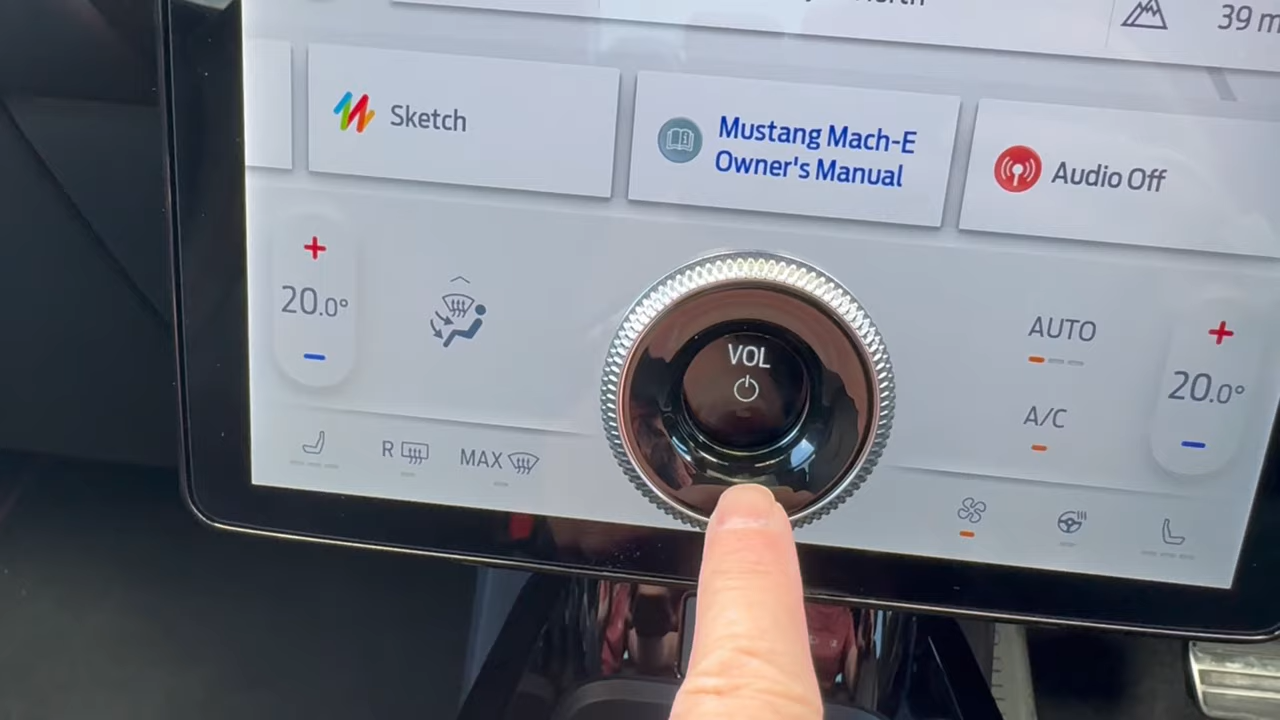 39 m
Sketch
Mustang Mach-E
Owner's Manual
Audio Off
20.0°
VOL
AUTO
20.0°
A/C
R
MAX